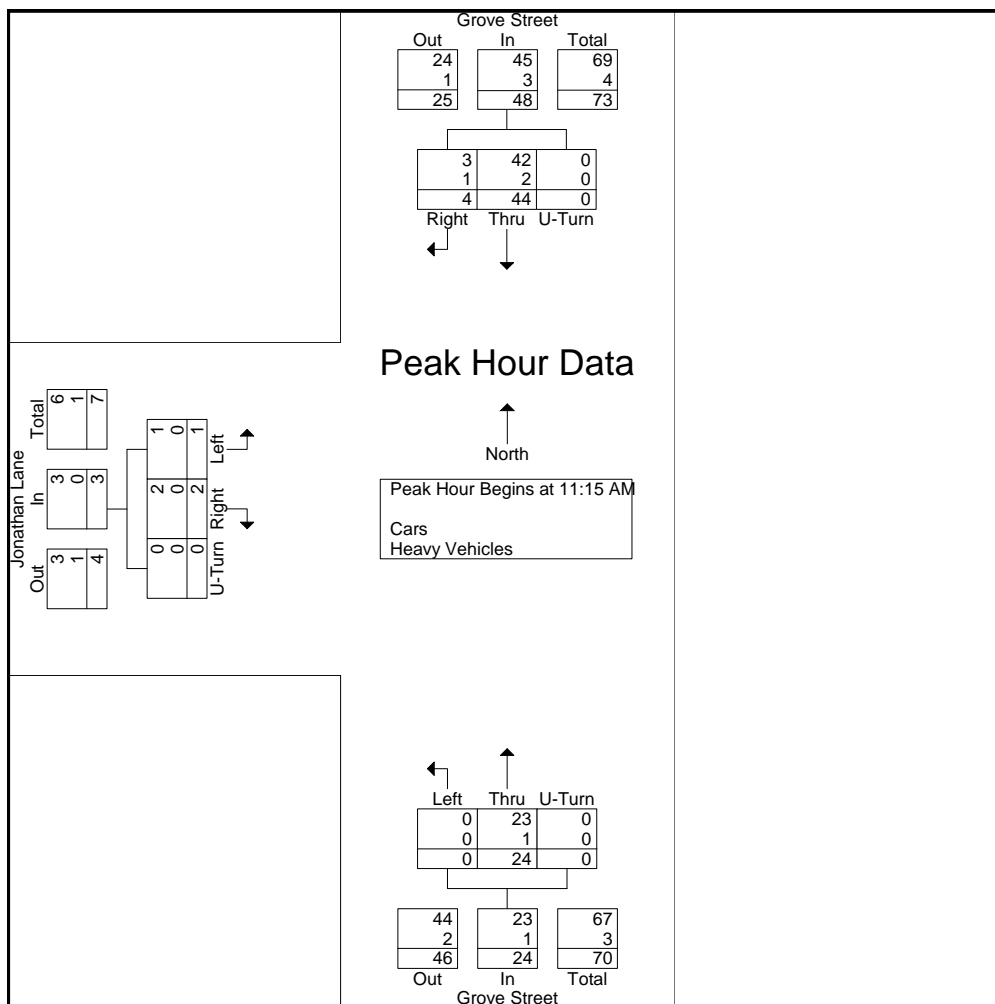 Grove Street
Out In Total
24 45 69
1 3 4
25 48 73
3 42 0
1 2 0
4 44 0
Right Thru U-Turn
Peak Hour Data
North
Peak Hour Begins at 11:15 AM
Cars
Heavy Vehicles
Jonathan Lane
Out In Total
3 3 6
1 0 1
4 3 7
0 2 1
0 0 0
0 2 1
U-Turn Right Left
Left Thru U-Turn
0 23 0
0 1 0
0 24 0
44 23 67
2 1 3
46 24 70
Out In Total
Grove Street